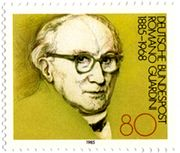 DEUTSCHE BUNDESPOST
ROMANO GUARDINI
1885-1968
80
1985